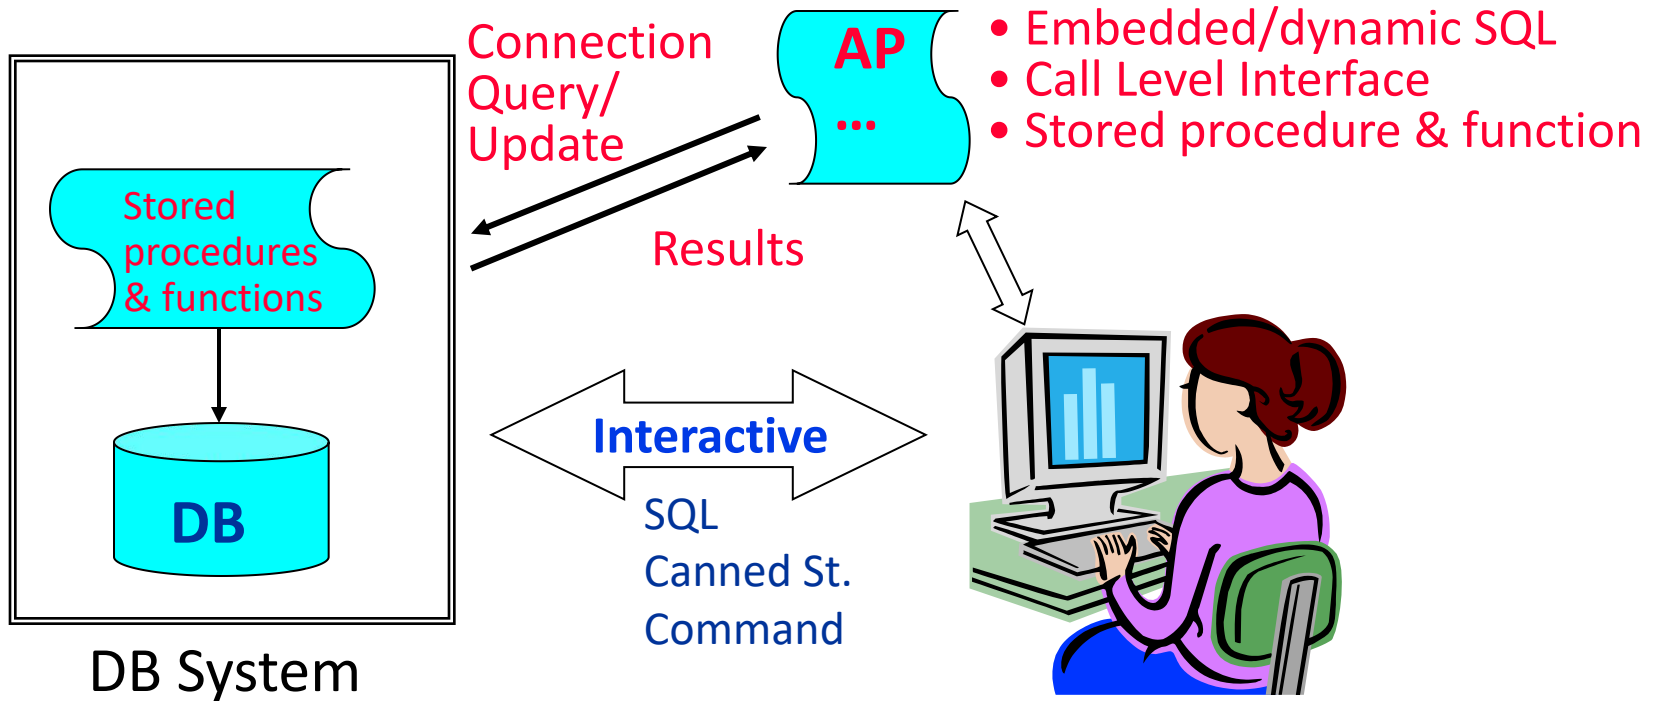 Connection
Query/
Update
AP
...
• Embedded/dynamic SQL
• Call Level Interface
• Stored procedure & function
Stored
procedures
& functions
Results
Interactive
DB
SQL
Canned St.
Command
DB System